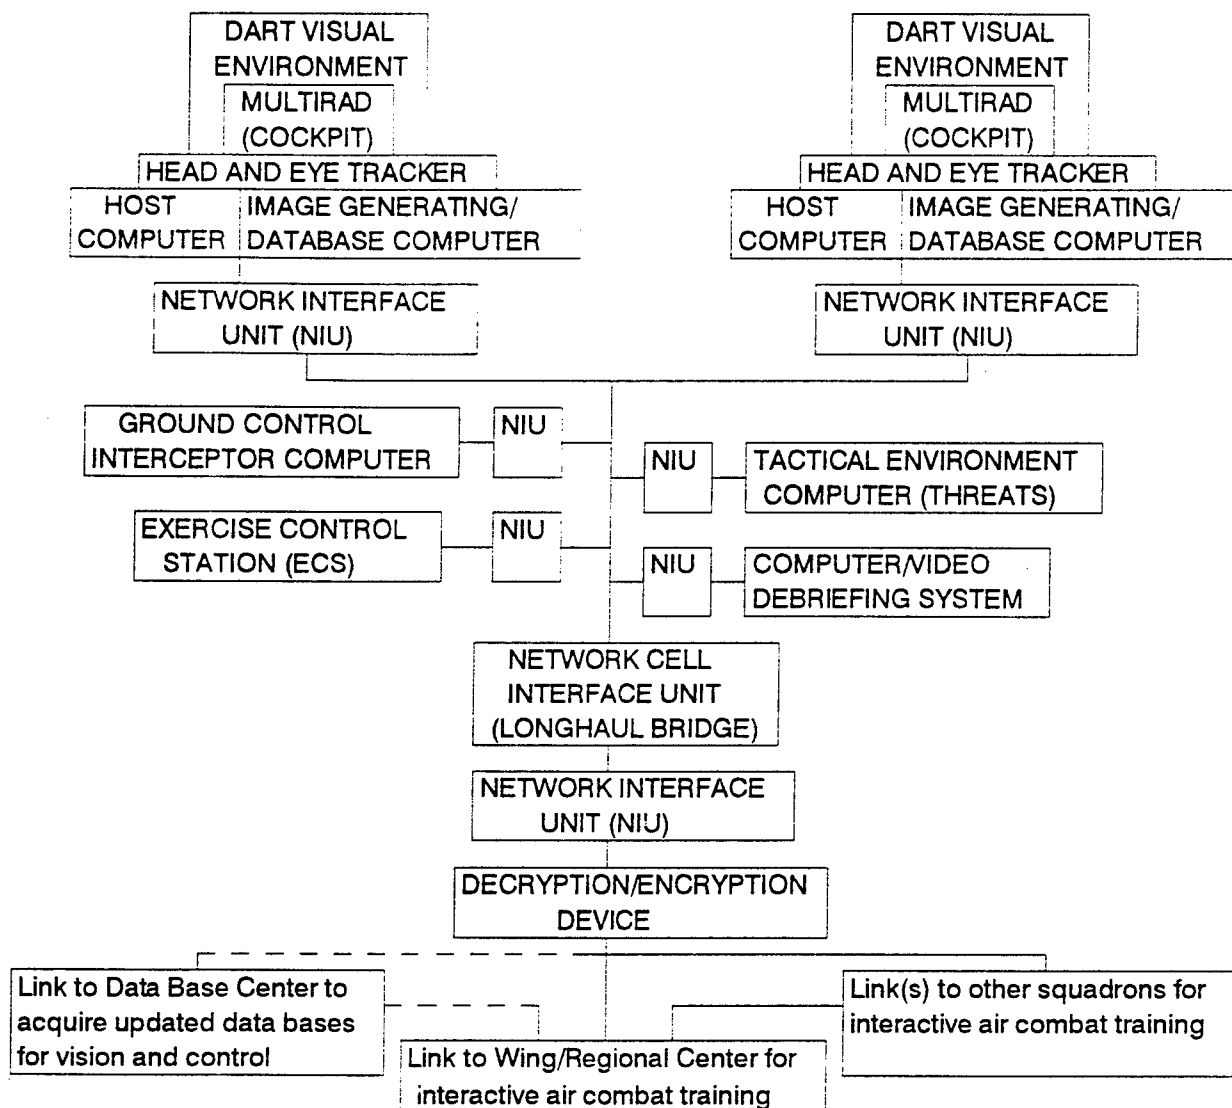 DART VISUAL
ENVIRONMENT
MULTIRAD
(COCKPIT)
HEAD AND EYE TRACKER
HOST
COMPUTER
IMAGE GENERATING/
DATABASE COMPUTER
NETWORK INTERFACE
UNIT (NIU)
DART VISUAL
ENVIRONMENT
MULTIRAD
(COCKPIT)
HEAD AND EYE TRACKER
HOST
COMPUTER
IMAGE GENERATING/
DATABASE COMPUTER
NETWORK INTERFACE
UNIT (NIU)
GROUND CONTROL
INTERCEPTOR COMPUTER
NIU
NIU
TACTICAL ENVIRONMENT
COMPUTER (THREATS)
EXERCISE CONTROL
STATION (ECS)
NIU
NIU
COMPUTER/VIDEO
DEBRIEFING SYSTEM
NETWORK CELL
INTERFACE UNIT
(LONGHAUL BRIDGE)
NETWORK INTERFACE
UNIT (NIU)
DECRYPTION/ENCRYPTION
DEVICE
Link to Data Base Center to
acquire updated data bases
for vision and control
Link to Wing/Regional Center for
interactive air combat training
Link(s) to other squadrons for
interactive air combat training